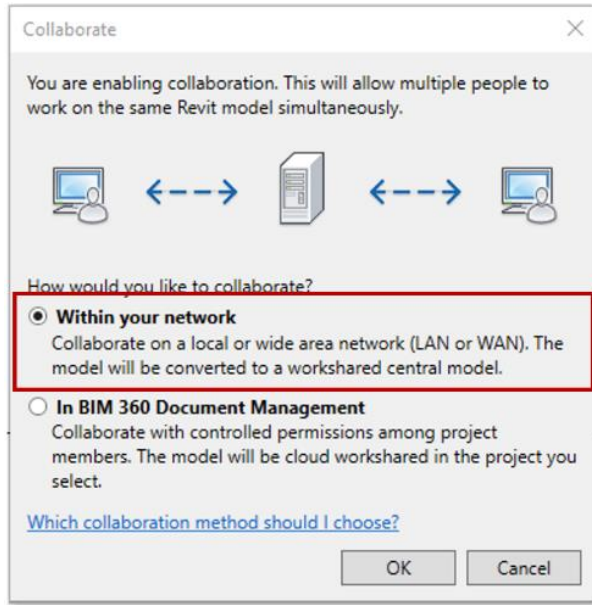 Collaborate
You are enabling collaboration. This will allow multiple people to
work on the same Revit model simultaneously.
How would you like to collaborate?
Within your network
Collaborate on a local or wide area network (LAN or WAN). The
model will be converted to a workshared central model.
In BIM 360 Document Management
Collaborate with controlled permissions among project
members. The model will be cloud workshared in the project you
select.
Which collaboration method should I choose?
OK Cancel